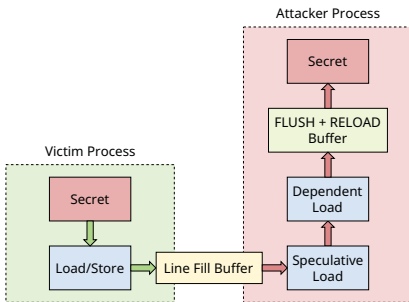 Attacker Process
Secret
FLUSH + RELOAD
Buffer
Victim Process
Secret
Dependent
Load
Load/Store
Line Fill Buffer
Speculative
Load